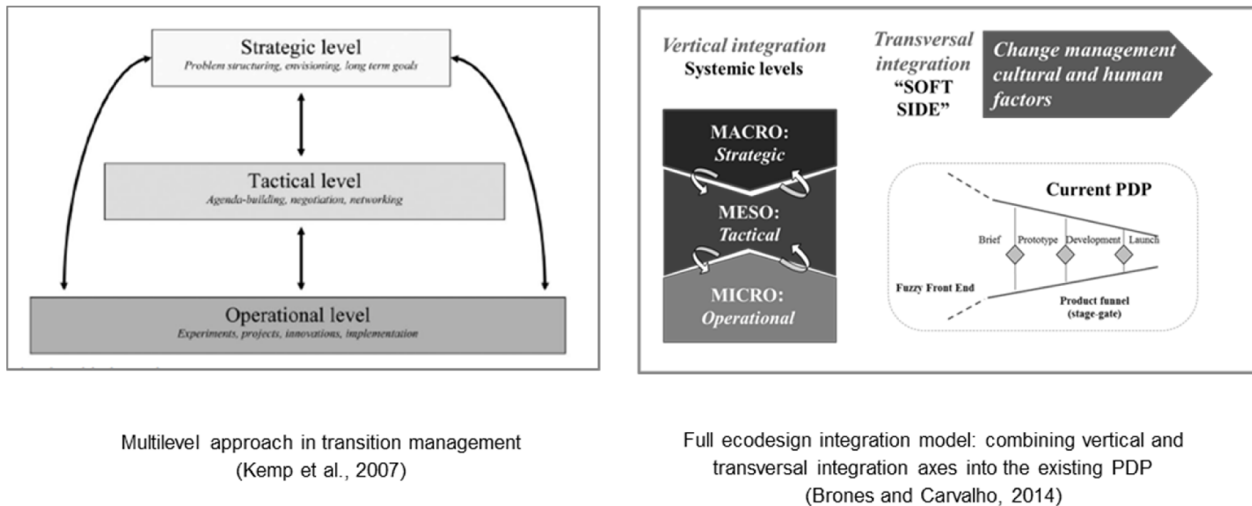 Strategic level
Problem structuring, envisioning, long term goals
Tactical level
Agenda-building, negotiation, networking
Operational level
Experiments, projects, innovations, implementation
Multilevel approach in transition management
(Kemp et al., 2007)
Vertical integration
Systemic levels
MACRO:
Strategic
MESO:
Tactical
MICRO:
Operational
Transversal
integration
“SOFT
SIDE”
Change management
cultural and human
factors
Current PDP
Brief Prototype Development Launch
Fuzzy Front End
Product funnel
(stage-gate)
Full ecodesign integration model: combining vertical and
transversal integration axes into the existing PDP
(Brones and Carvalho, 2014)